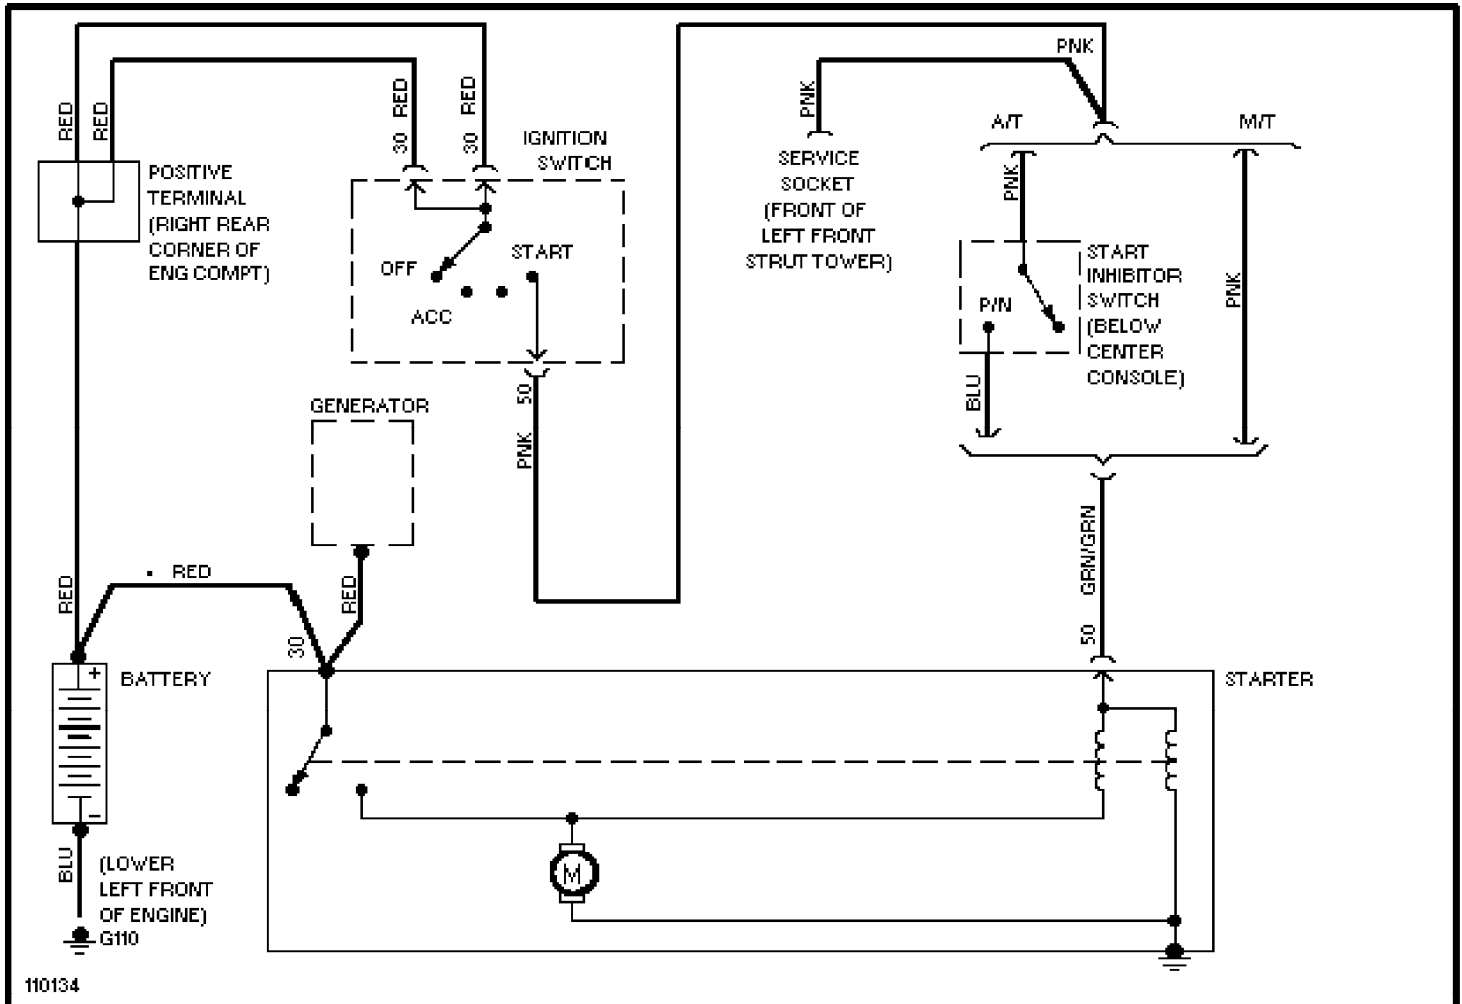 PNK
RED
RED
RED
RED
PNK
A/T
M/T
30
30
IGNITION
SWITCH
SERVICE
SOCKET
(FRONT OF
LEFT FRONT
STRUT TOWER)
POSITIVE
TERMINAL
(RIGHT REAR
CORNER OF
ENG COMPT)
PNK
START
INHIBITOR
SWITCH
(BELOW
CENTER
CONSOLE)
OFF
START
ACC
P/N
PNK
BLU
50
PNK
GENERATOR
RED
RED
RED
30
GRN/GRN
50
BATTERY
+
-
STARTER
M
BLU
(LOWER
LEFT FRONT
OF ENGINE)
G110
110134